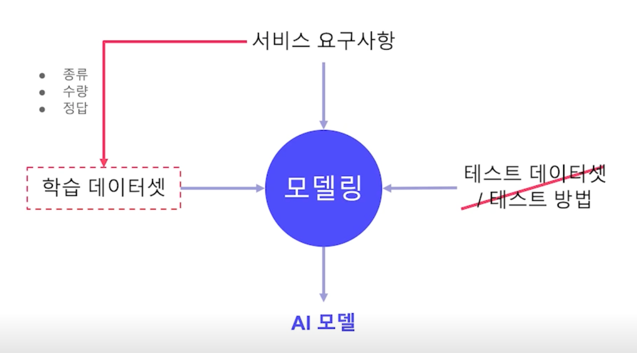 서비스 요구사항
● 종류
● 수량
● 정답
학습 데이터셋
모델링
테스트 데이터셋
/ 테스트 방법
AI 모델